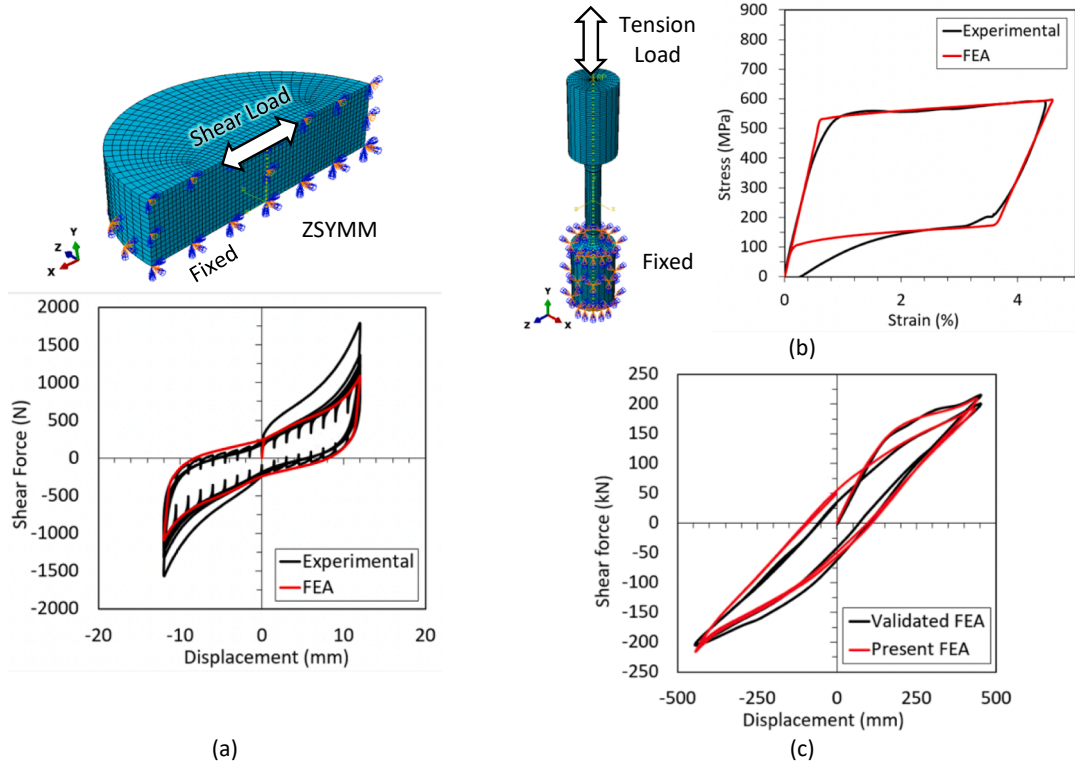 Shear Load
ZSYMM
Fixed
Y
Z
X
2000
1500
1000
500
0
-500
-1000
-1500
-2000
Shear Force (N)
Experimental
FEA
-20
-10
0
10
20
Displacement (mm)
(a)
Tension
Load
RP
Fixed
Y
Z
X
900
800
700
600
500
400
300
200
100
0
Stress (MPa)
Experimental
FEA
0
2
4
Strain (%)
(b)
250
200
150
100
50
0
-50
-100
-150
-200
-250
Shear force (kN)
Validated FEA
Present FEA
-500
-250
0
250
500
Displacement (mm)
(c)